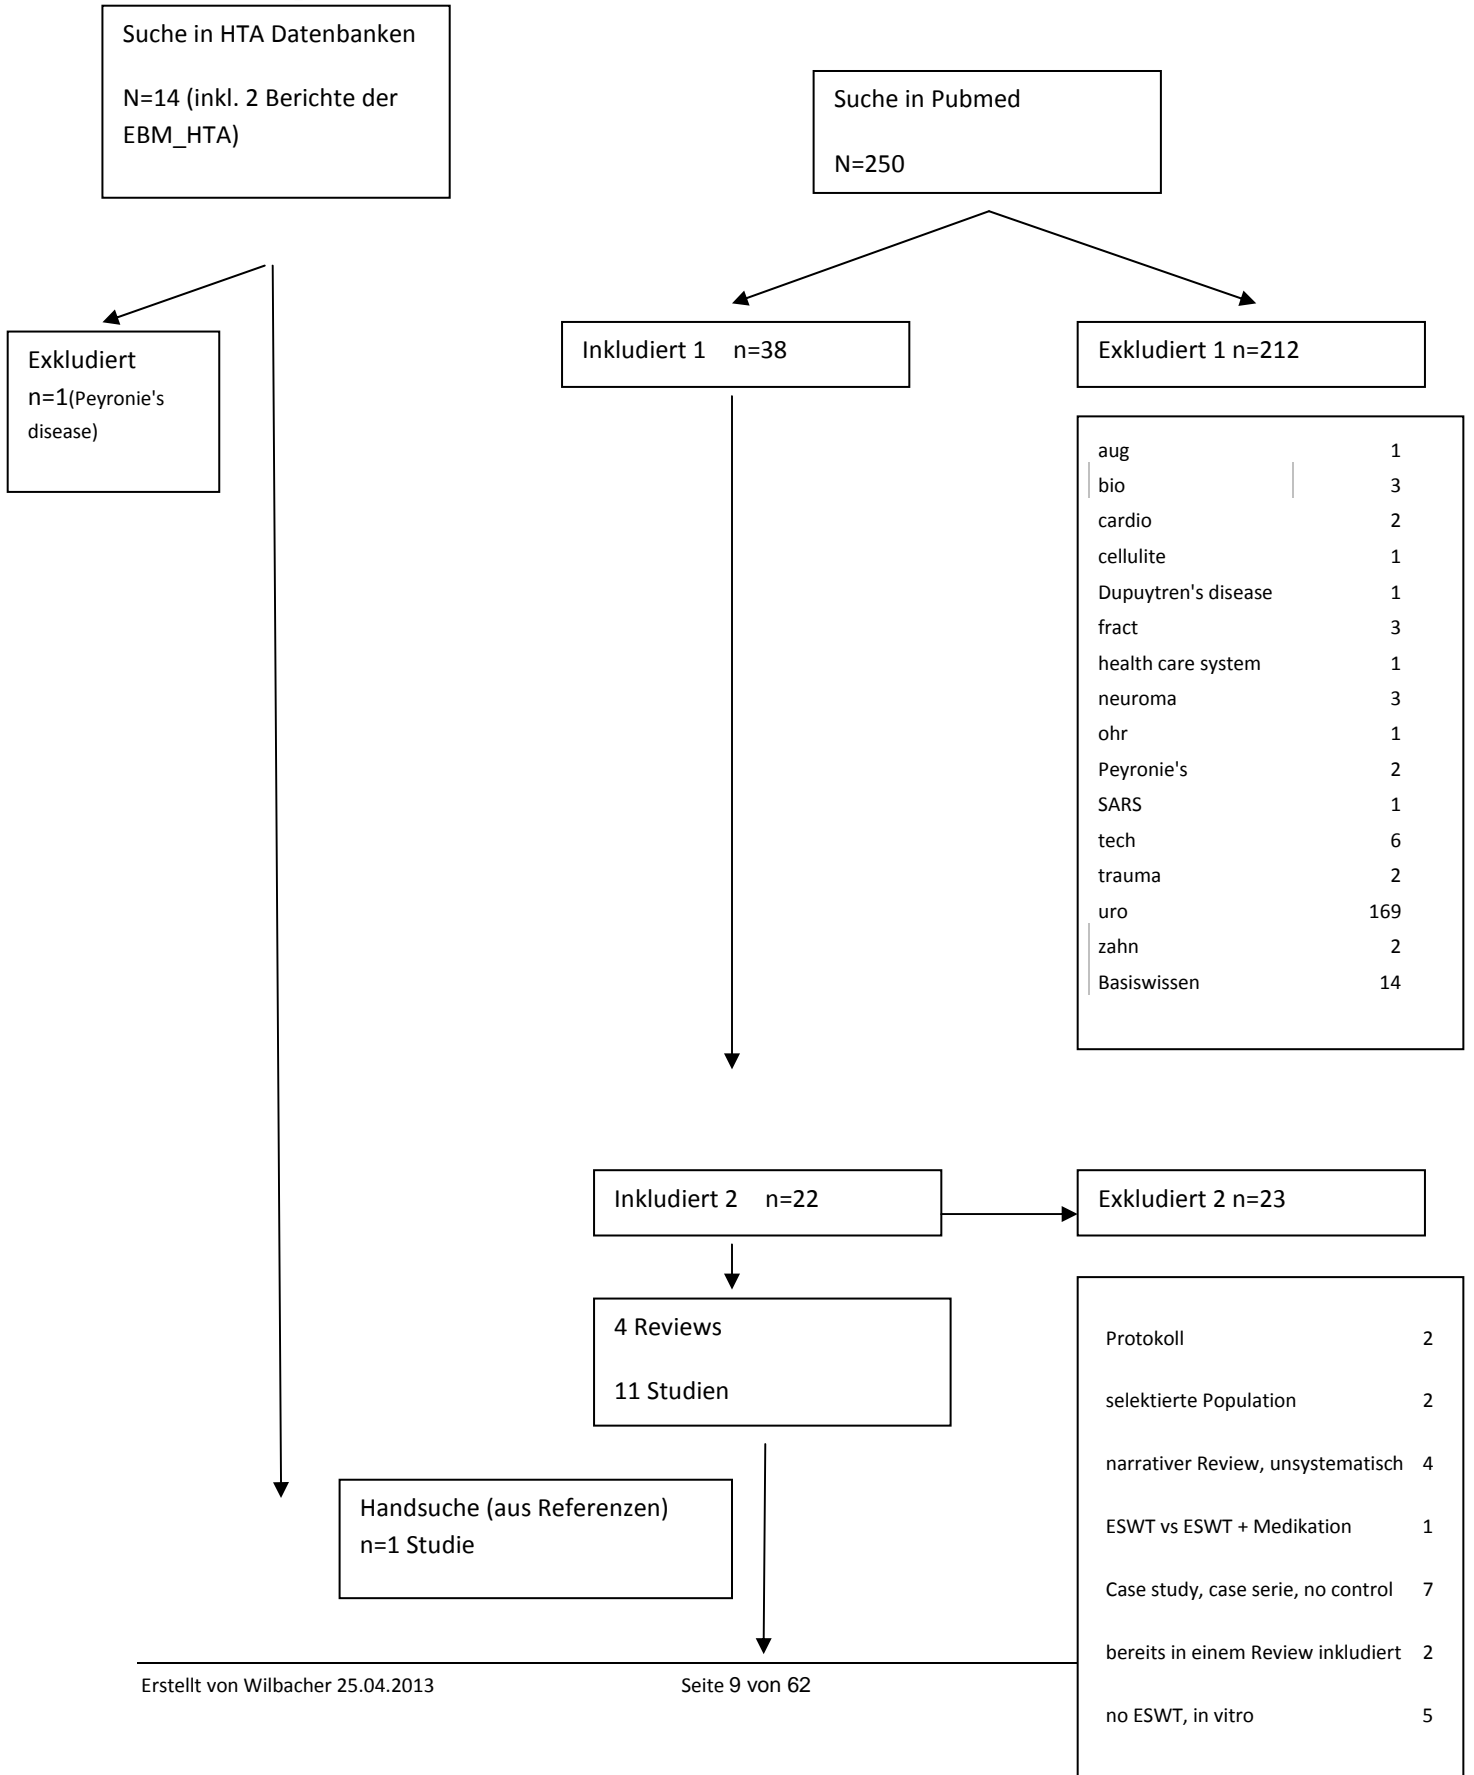 Suche in HTA Datenbanken
N=14 (inkl. 2 Berichte der
EBM_HTA)
Suche in Pubmed
N=250
Exkludiert
n=1(Peyronie's
disease)
Inkludiert 1 n=38
Exkludiert 1 n=212
aug 1
bio 3
cardio 2
cellulite 1
Dupuytren's disease 1
fract 3
health care system 1
neuroma 3
ohr 1
Peyronie's 2
SARS 1
tech 6
trauma 2
uro 169
zahn 2
Basiswissen 14
Inkludiert 2 n=22
Exkludiert 2 n=23
4 Reviews
11 Studien
Handsuche (aus Referenzen)
n=1 Studie
Protokoll 2
selektierte Population 2
narrativer Review, unsystematisch 4
ESWT vs ESWT + Medikation 1
Case study, case serie, no control 7
bereits in einem Review inkludiert 2
no ESWT, in vitro 5
Erstellt von Wilbacher 25.04.2013 Seite 9 von 62